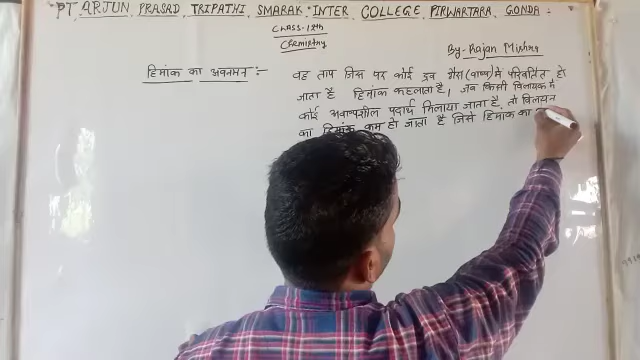 PT ARJUN PRASAD TRIPATHI SMARAK INTER COLLEGE PIRWARTARA, GONDA :
CLASS-12th
Chemistry
By- Rajan Mishra
हिमांक का अवनमन :-
वह ताप जिस पर कोई द्रव गैस (वाष्प) में परिवर्तित हो
जाता है हिमांक कहलाता है, जब किसी विलायक में
कोई अवाष्पशील पदार्थ मिलाया जाता है, तो विलयन
का हिमांक कम हो जाता है जिसे हिमांक का